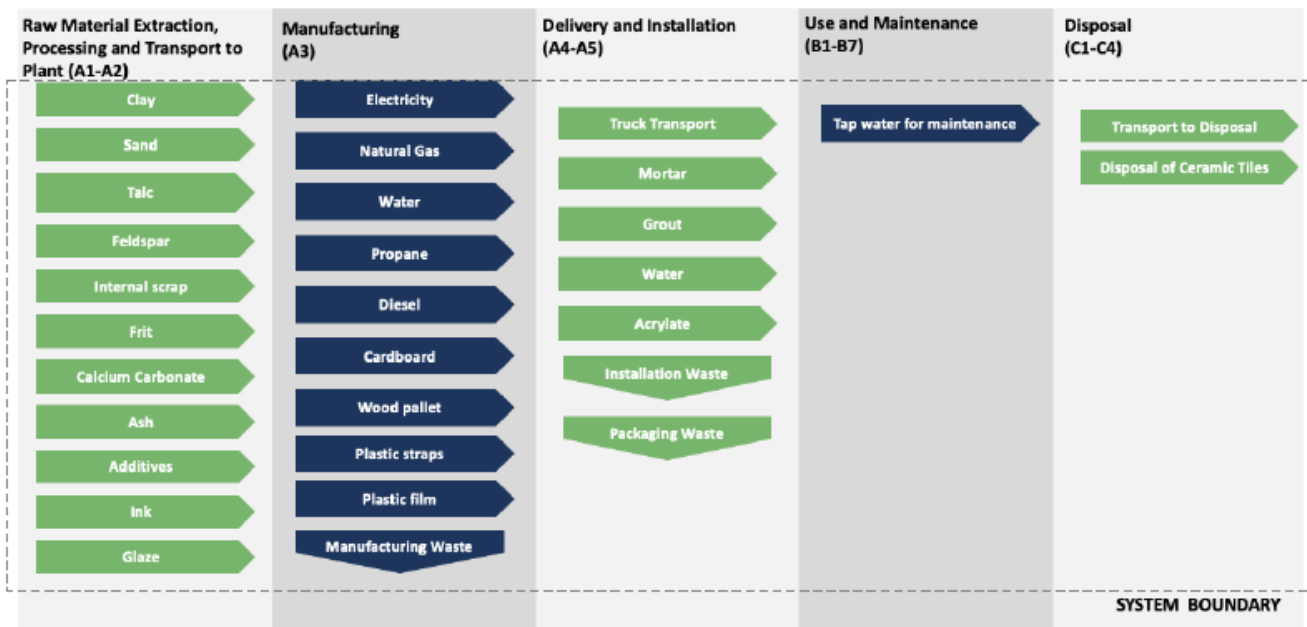 Raw Material Extraction,
Processing and Transport to
Plant (A1-A2)
Clay
Sand
Talc
Feldspar
Internal scrap
Frit
Calcium Carbonate
Ash
Additives
Ink
Glaze
Manufacturing
(A3)
Electricity
Natural Gas
Water
Propane
Diesel
Cardboard
Wood pallet
Plastic straps
Plastic film
Manufacturing Waste
Delivery and Installation
(A4-A5)
Truck Transport
Mortar
Grout
Water
Acrylate
Installation Waste
Packaging Waste
Use and Maintenance
(B1-B7)
Tap water for maintenance
Disposal
(C1-C4)
Transport to Disposal
Disposal of Ceramic Tiles
SYSTEM BOUNDARY